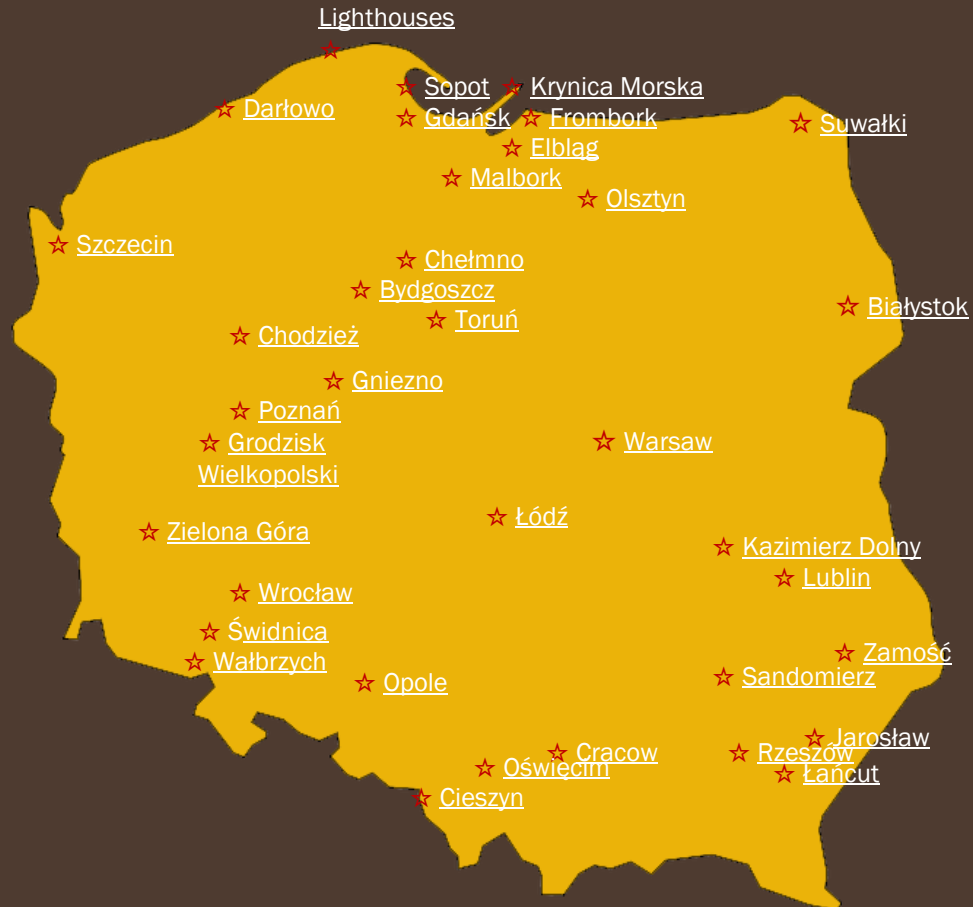 Lighthouses
Sopot
Krynica Morska
Darłowo
Gdańsk
Frombork
Suwałki
Elbląg
Malbork
Olsztyn
Szczecin
Chełmno
Bydgoszcz
Białystok
Toruń
Chodzież
Gniezno
Poznań
Grodzisk
Wielkopolski
Warsaw
Łódź
Zielona Góra
Kazimierz Dolny
Lublin
Wrocław
Świdnica
Zamość
Wałbrzych
Sandomierz
Opole
Jarosław
Cracow
Rzeszów
Oświęcim
Łańcut
Cieszyn